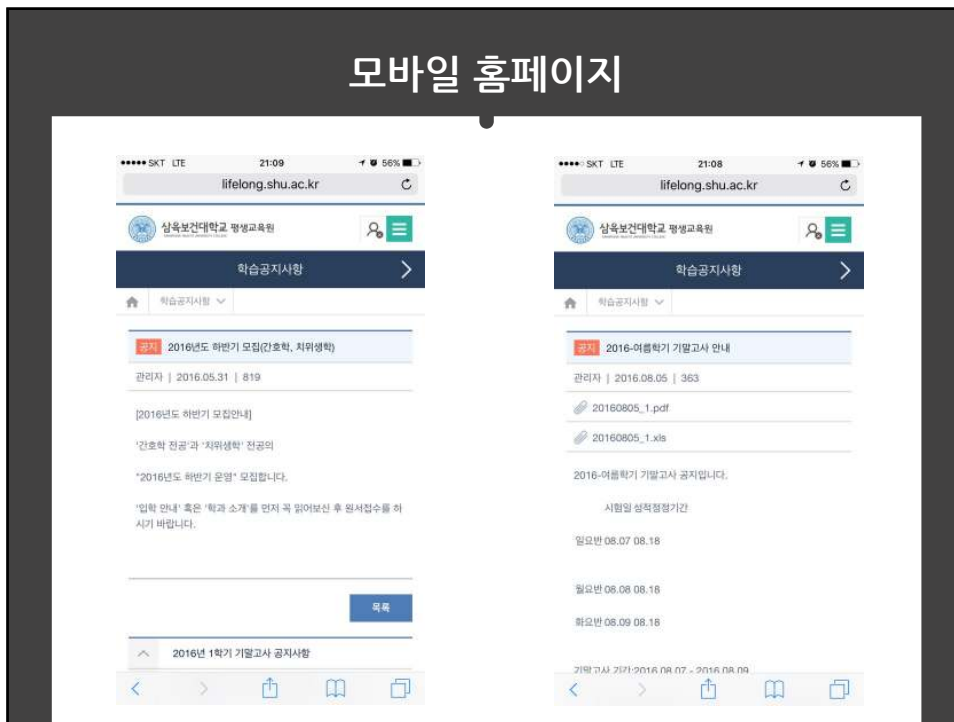 모바일 홈페이지
SKT LTE 21:09 56%
lifelong.shu.ac.kr
삼육보건대학교 평생교육원
학습공지사항
학습공지사항
공지 2016년도 하반기 모집(간호학, 치위생학)
관리자 | 2016.05.31 | 819
[2016년도 하반기 모집안내]
'간호학 전공'과 '치위생학' 전공의
"2016년도 하반기 운영" 모집합니다.
'입학 안내' 혹은 '학과 소개'를 먼저 꼭 읽어보신 후 원서접수를 하
시기 바랍니다.
목록
2016년 1학기 기말고사 공지사항
SKT LTE 21:08 56%
lifelong.shu.ac.kr
삼육보건대학교 평생교육원
학습공지사항
학습공지사항
공지 2016-여름학기 기말고사 안내
관리자 | 2016.08.05 | 363
20160805_1.pdf
20160805_1.xls
2016-여름학기 기말고사 공지입니다.
시험일 성적정정기간
일요반 08.07 08.18
월요반 08.08 08.18
화요반 08.09 08.18
기말고사 기간:2016.08.07 - 2016.08.09